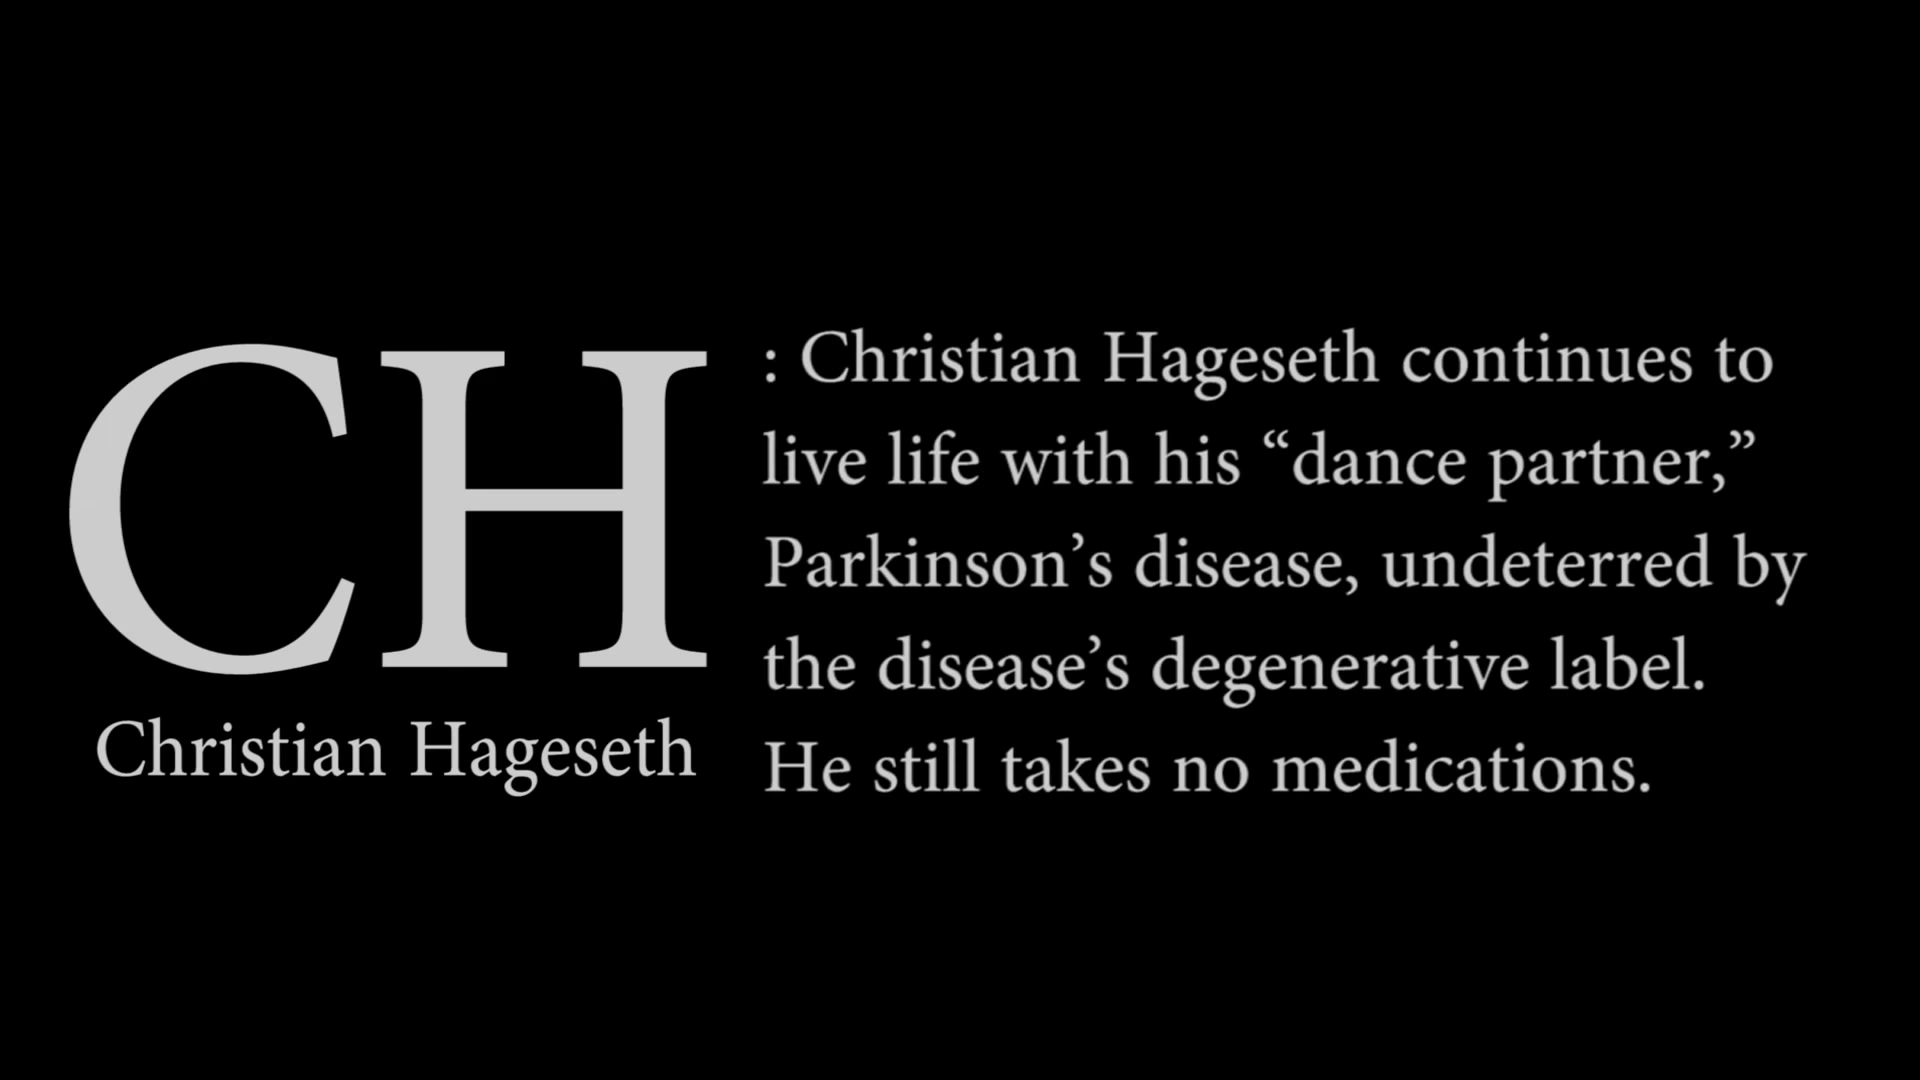 CH
Christian Hageseth
: Christian Hageseth continues to
live life with his “dance partner,”
Parkinson’s disease, undeterred by
the disease’s degenerative label.
He still takes no medications.